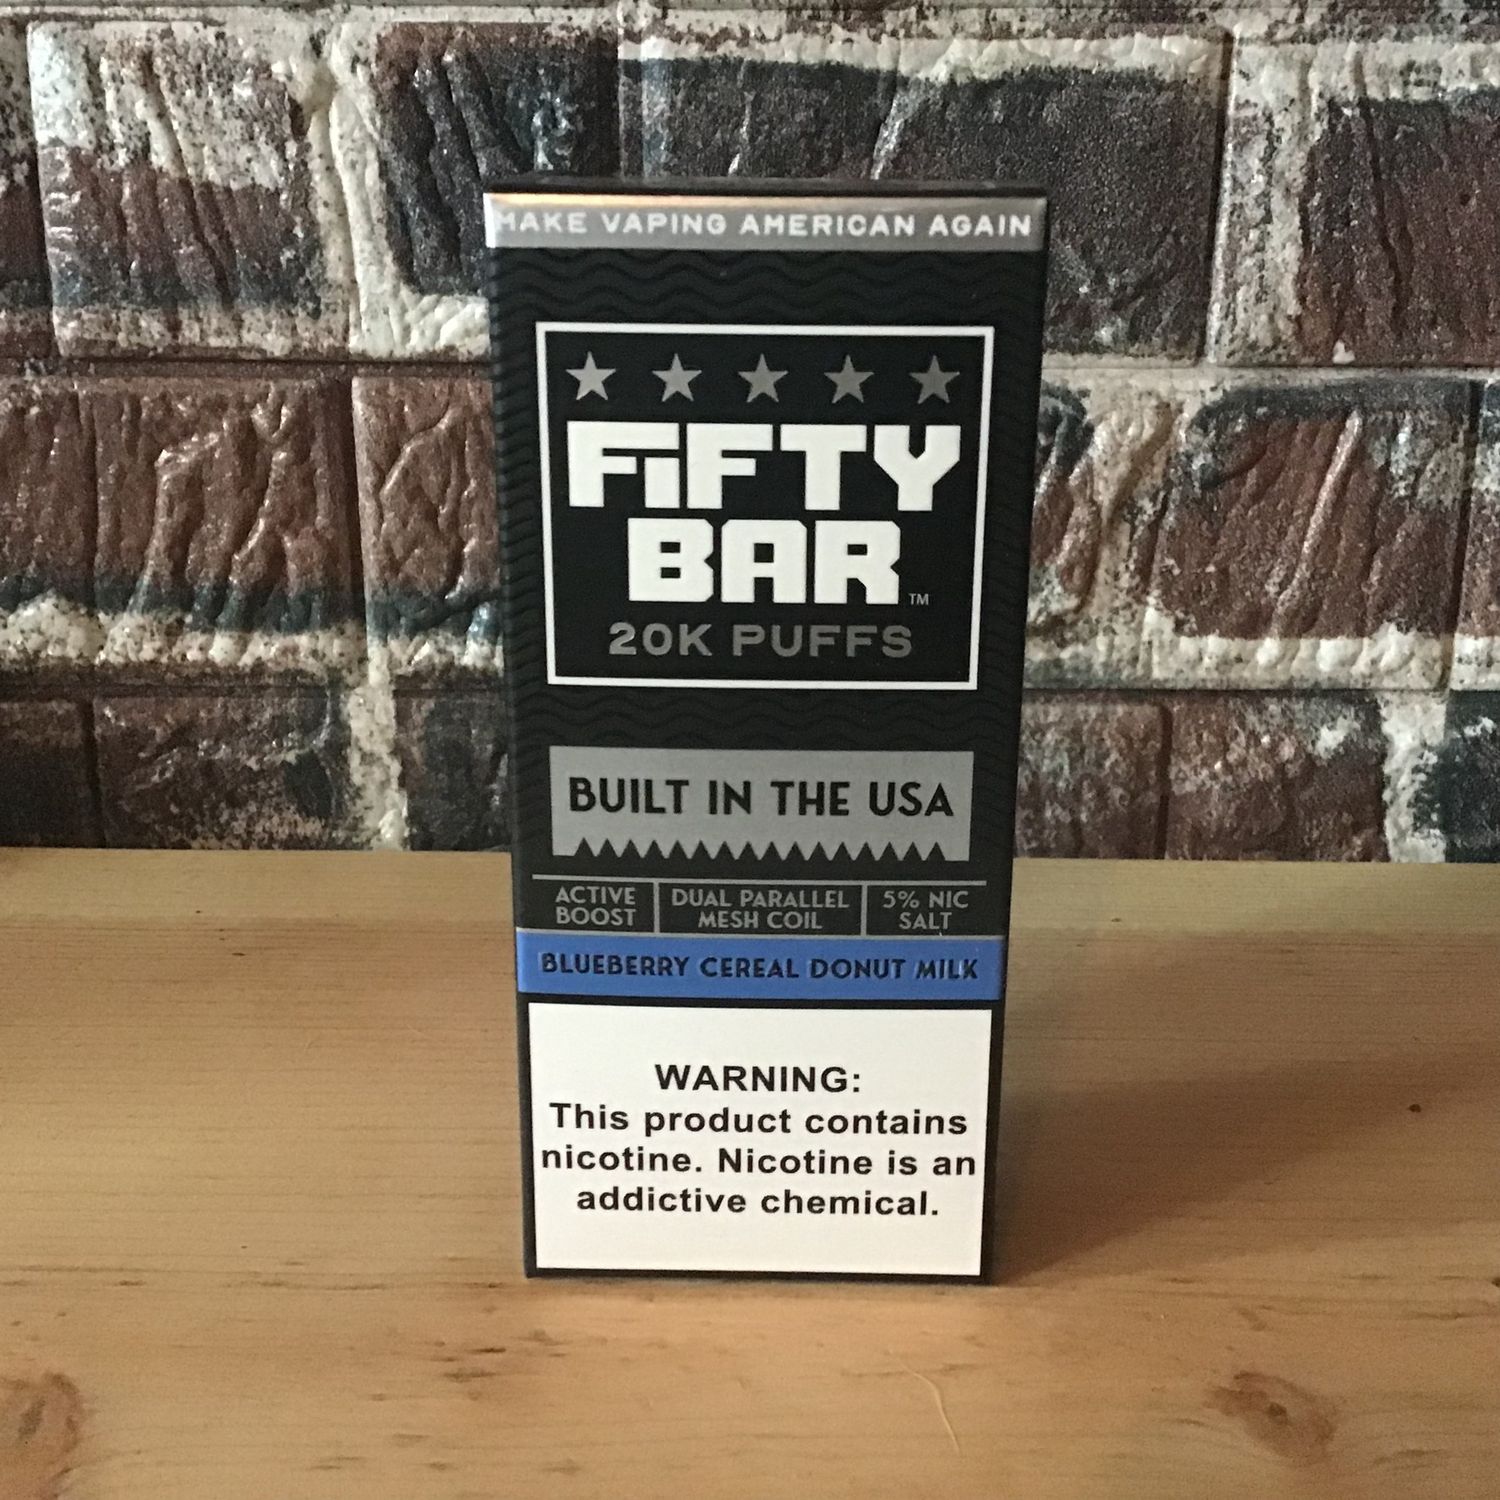 MAKE VAPING AMERICAN AGAIN
FiFTY
BAR™
20K PUFFS
BUILT IN THE USA
ACTIVE
BOOST
DUAL PARALLEL
MESH COIL
5% NIC
SALT
BLUEBERRY CEREAL DONUT MILK
WARNING:
This product contains
nicotine. Nicotine is an
addictive chemical.